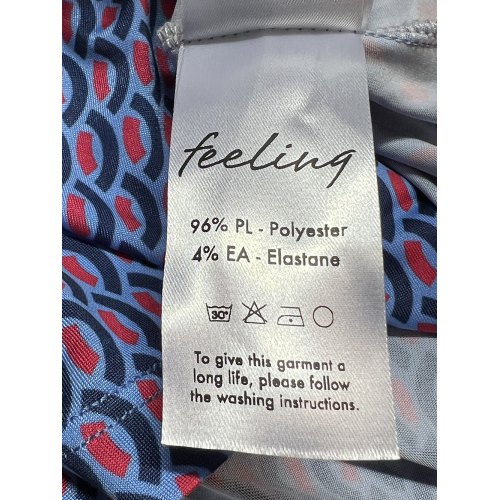 feeling
96% PL - Polyester
4% EA - Elastane
30°
To give this garment a
long life, please follow
the washing instructions.